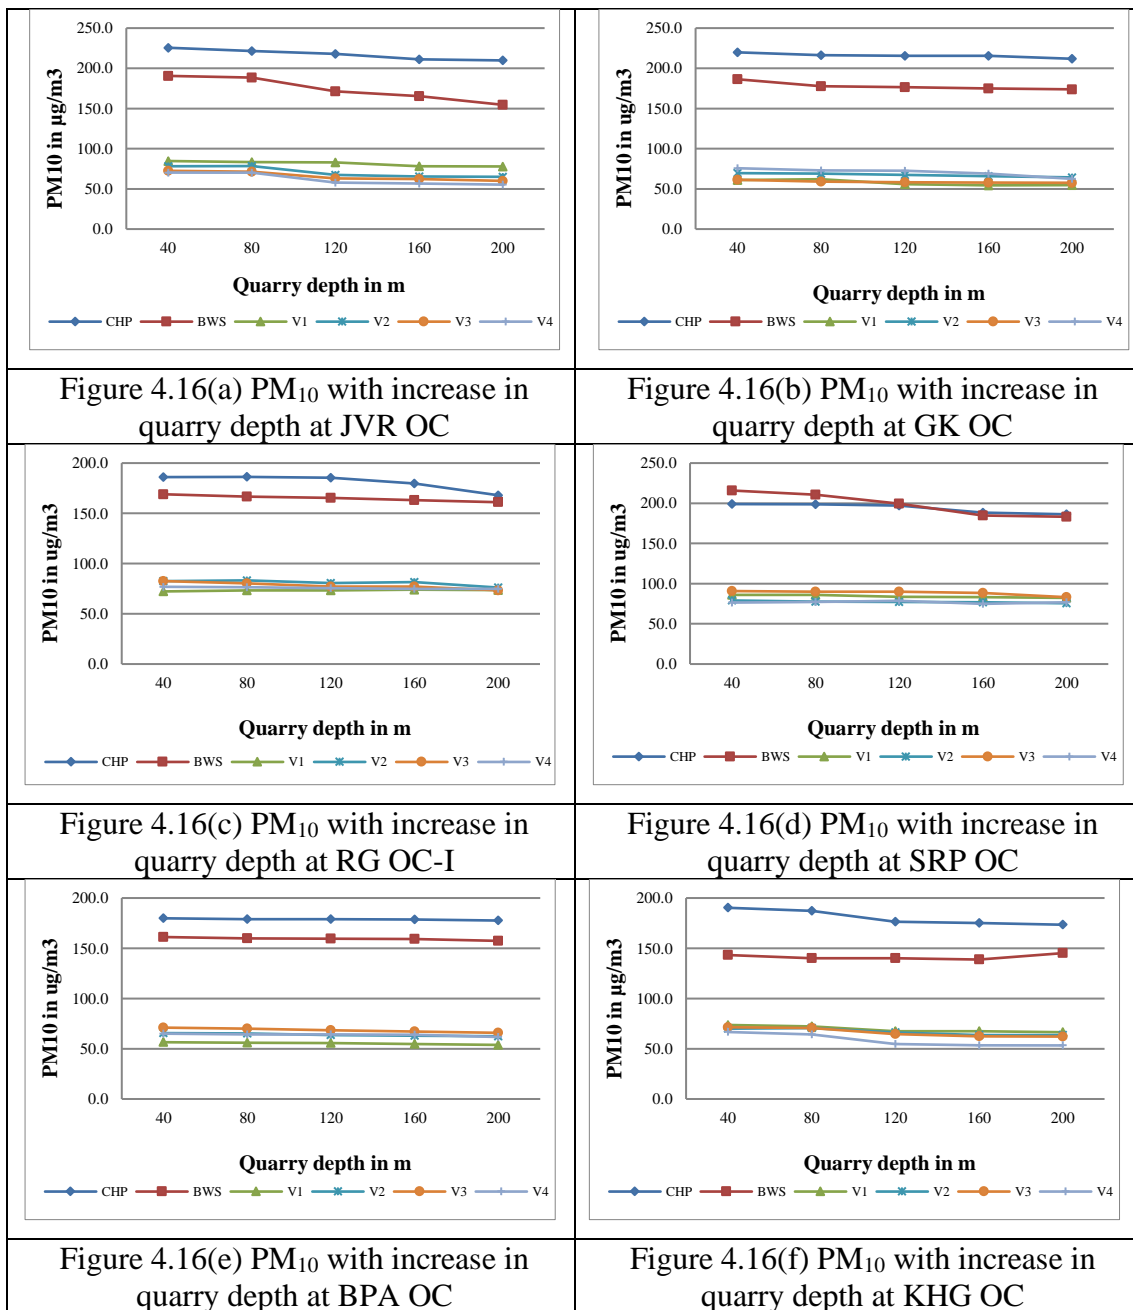 250.0
200.0
150.0
100.0
50.0
0.0
PM10 in µg/m3
40 80 120 160 200
Quarry depth in m
CHP BWS V1 V2 V3 V4
Figure 4.16(a) PM10 with increase in
quarry depth at JVR OC
250.0
200.0
150.0
100.0
50.0
0.0
PM10 in ug/m3
40 80 120 160 200
Quarry depth in m
CHP BWS V1 V2 V3 V4
Figure 4.16(b) PM10 with increase in
quarry depth at GK OC
200.0
150.0
100.0
50.0
0.0
PM10 in ug/m3
40 80 120 160 200
Quarry depth in m
CHP BWS V1 V2 V3 V4
Figure 4.16(c) PM10 with increase in
quarry depth at RG OC-I
250.0
200.0
150.0
100.0
50.0
0.0
PM10 in ug/m3
40 80 120 160 200
Quarry depth in m
CHP BWS V1 V2 V3 V4
Figure 4.16(d) PM10 with increase in
quarry depth at SRP OC
200.0
150.0
100.0
50.0
0.0
PM10 in ug/m3
40 80 120 160 200
Quarry depth in m
CHP BWS V1 V2 V3 V4
Figure 4.16(e) PM10 with increase in
quarry depth at BPA OC
200.0
150.0
100.0
50.0
0.0
PM10 in µg/m3
40 80 120 160 200
Quarry depth in m
CHP BWS V1 V2 V3 V4
Figure 4.16(f) PM10 with increase in
quarry depth at KHG OC